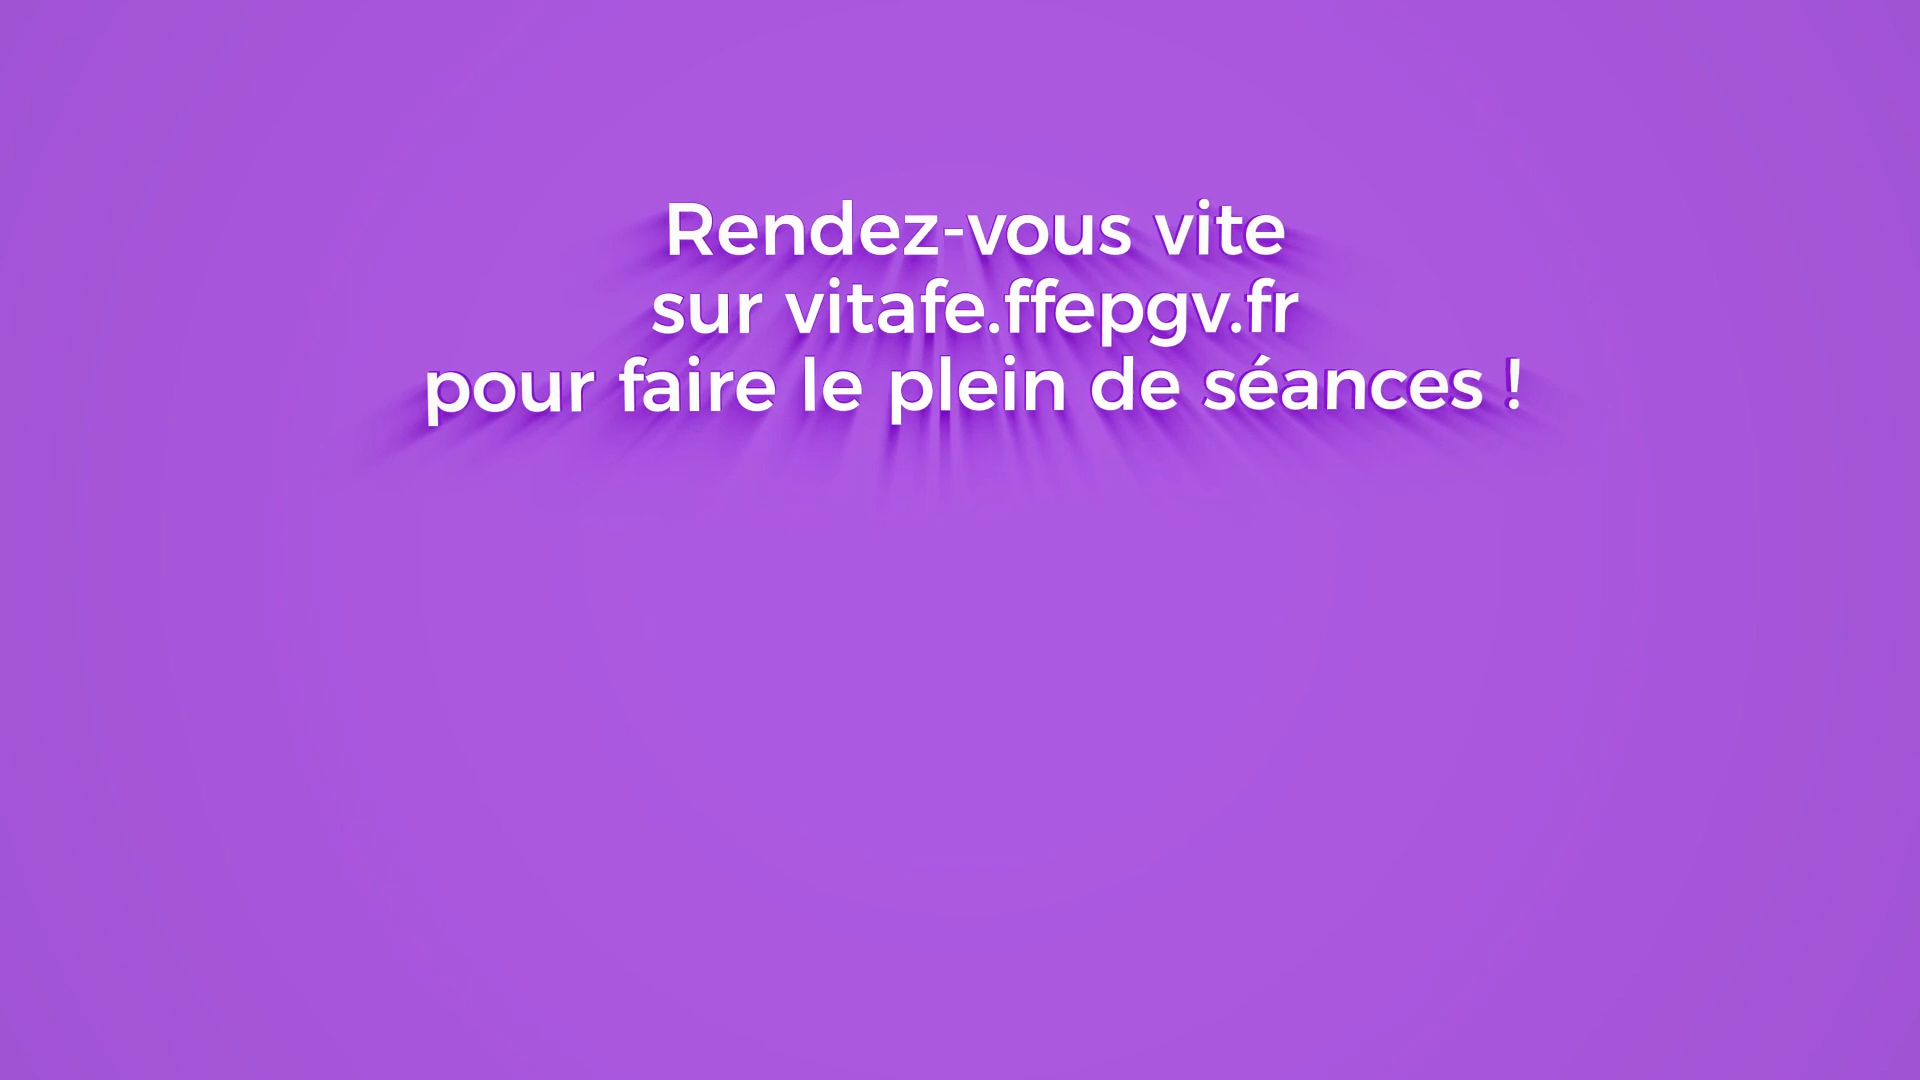 Rendez-vous vite
sur vitafe.ffepgv.fr
pour faire le plein de séances !